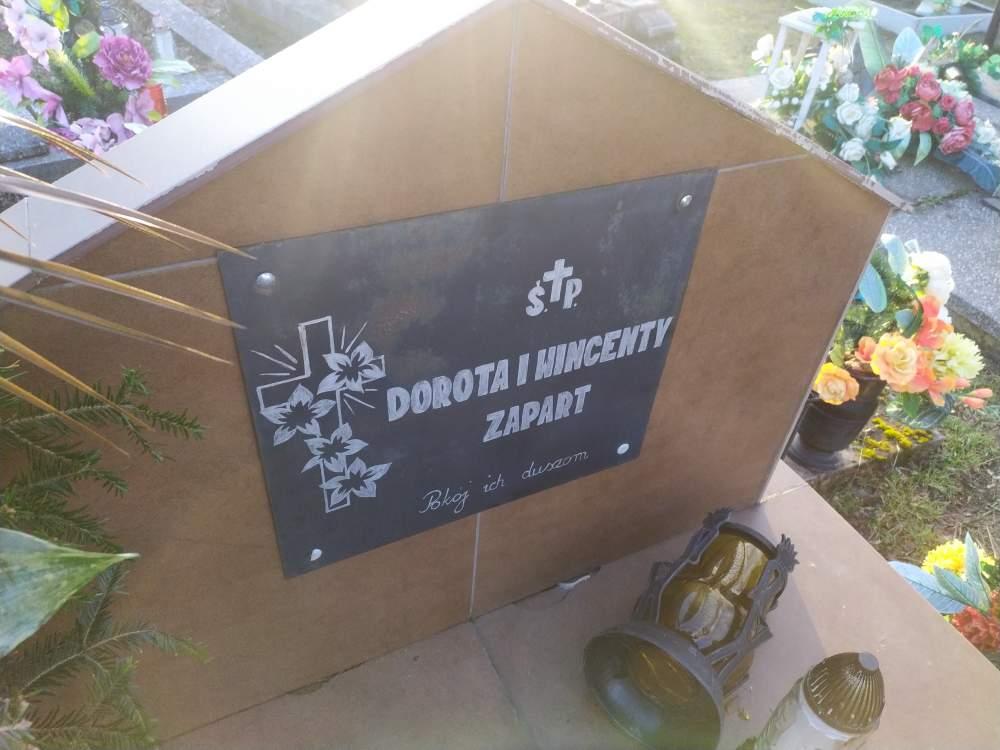 Ś.P.
DOROTA I WINCENTY
ZAPART
Pokój ich duszom